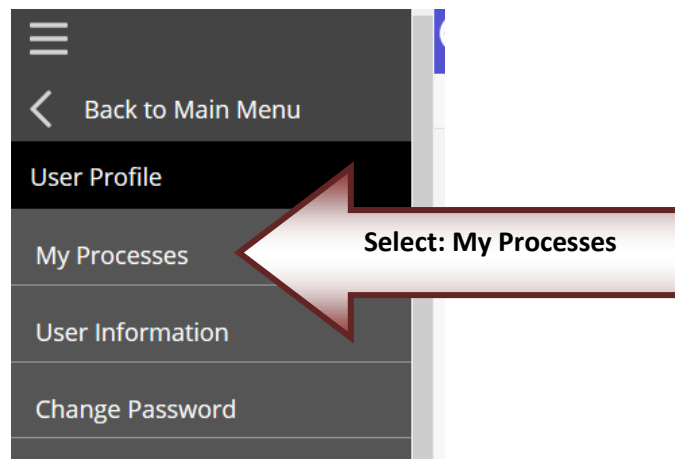 Back to Main Menu
User Profile
My Processes
Select: My Processes
User Information
Change Password